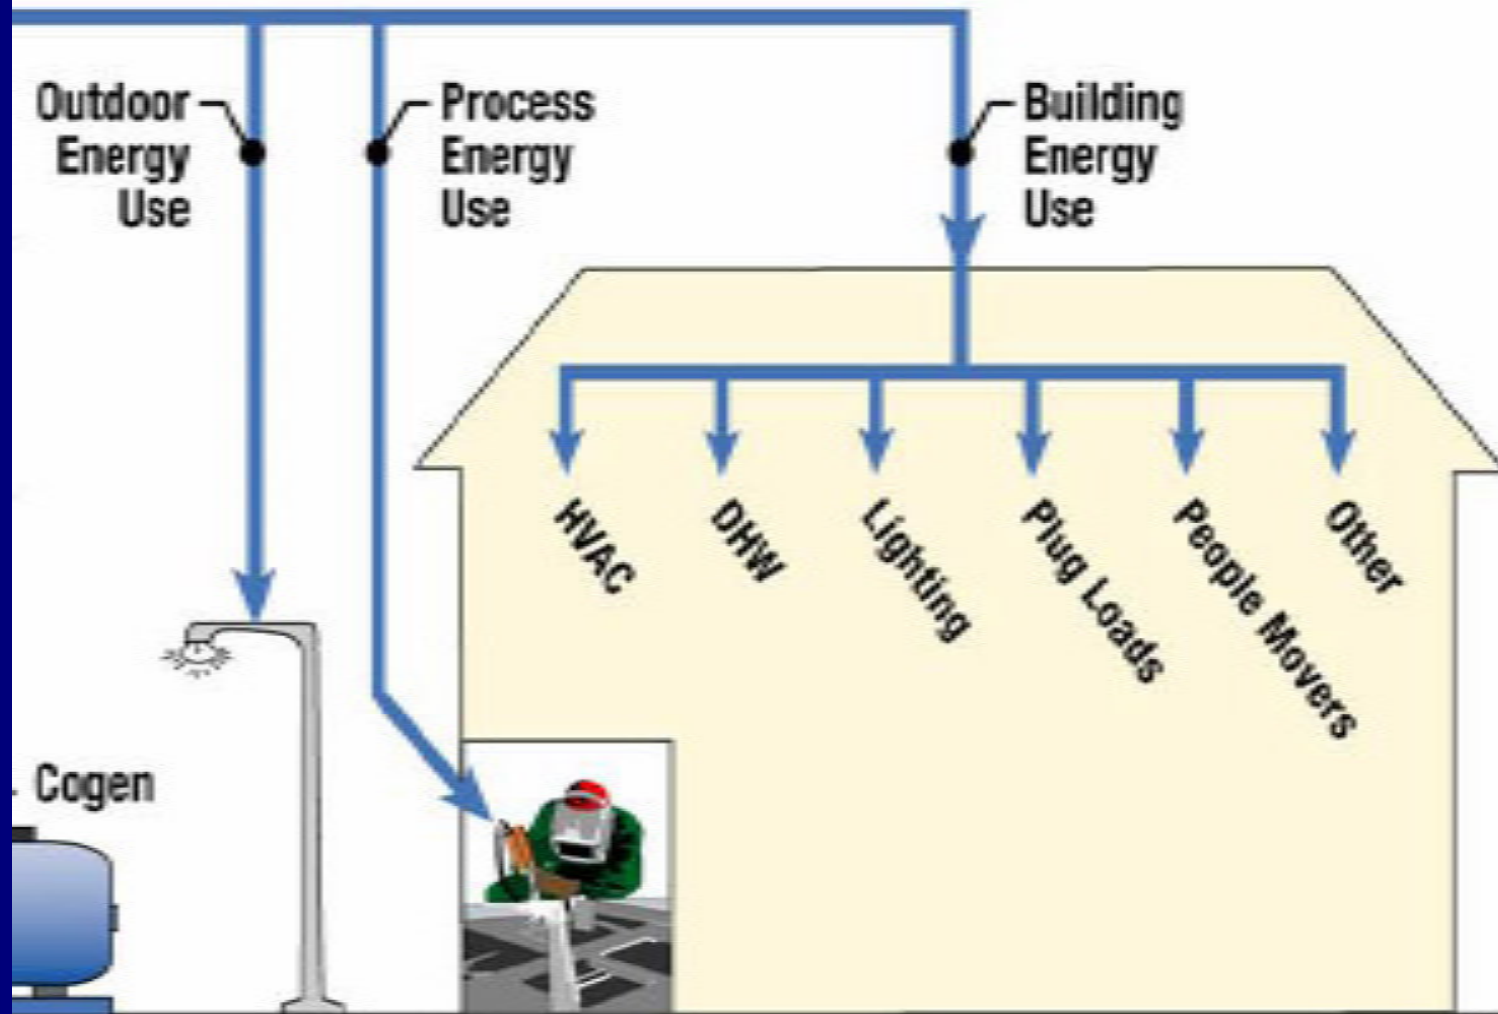 Outdoor
Energy
Use
Process
Energy
Use
Building
Energy
Use
HVAC
DHW
Lighting
Plug Loads
People Movers
Other
Cogen